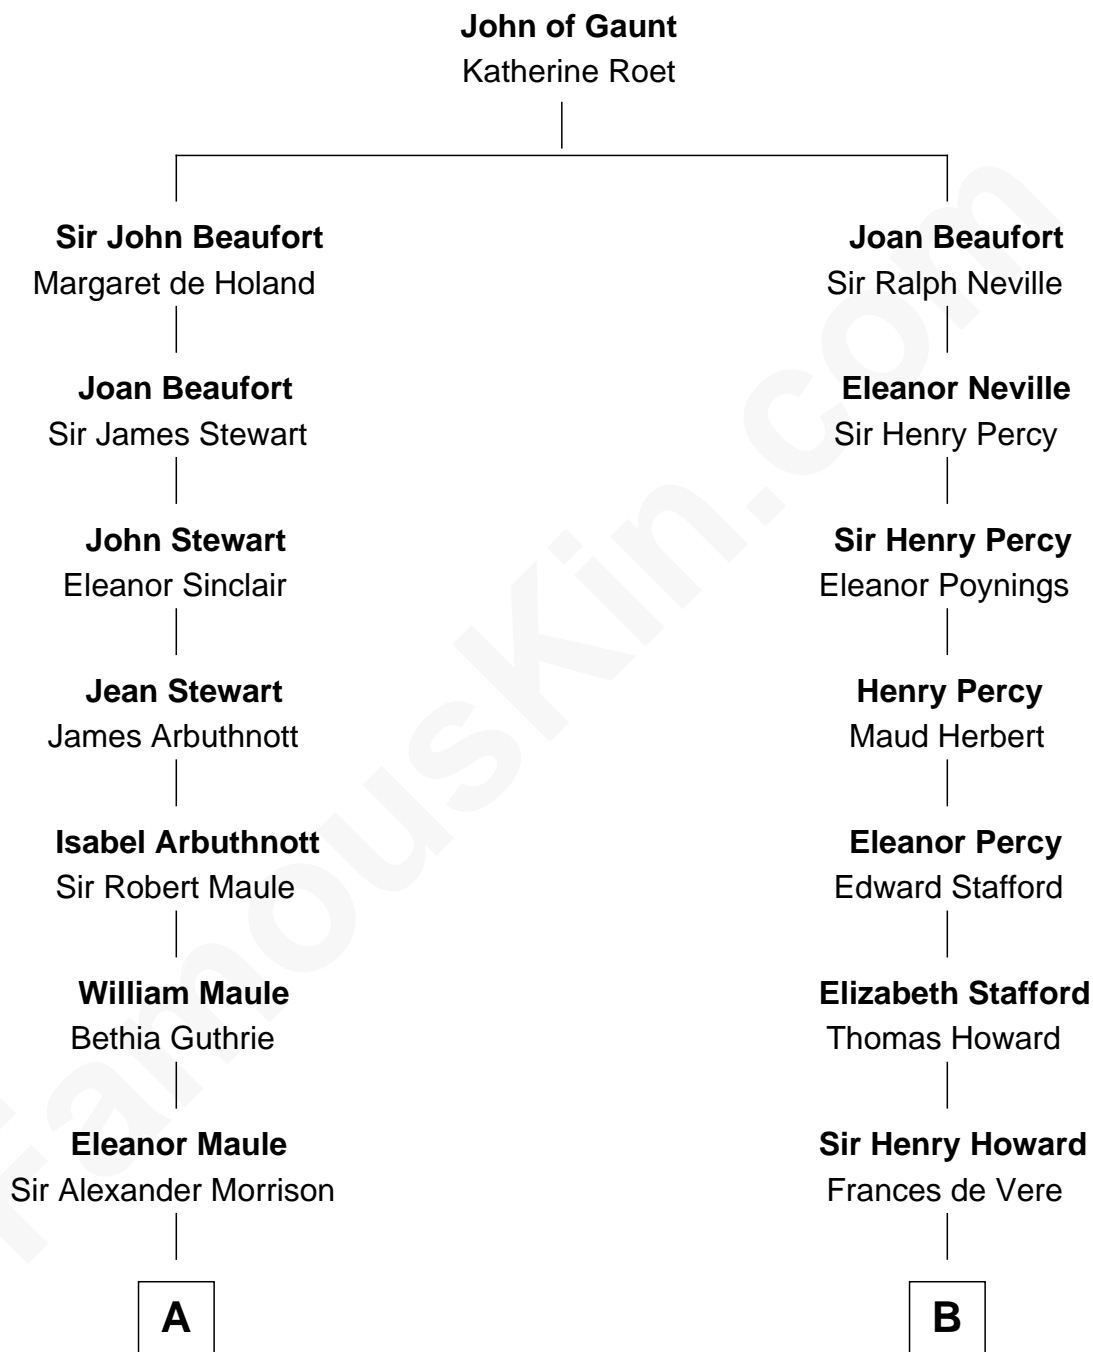 John of Gaunt
Katherine Roet
Sir John Beaufort
Margaret de Holand
Joan Beaufort
Sir James Stewart
John Stewart
Eleanor Sinclair
Jean Stewart
James Arbuthnott
Isabel Arbuthnott
Sir Robert Maule
William Maule
Bethia Guthrie
Eleanor Maule
Sir Alexander Morrison
A
Joan Beaufort
Sir Ralph Neville
Eleanor Neville
Sir Henry Percy
Sir Henry Percy
Eleanor Poynings
Henry Percy
Maud Herbert
Eleanor Percy
Edward Stafford
Elizabeth Stafford
Thomas Howard
Sir Henry Howard
Frances de Vere
B
FamousKin.com